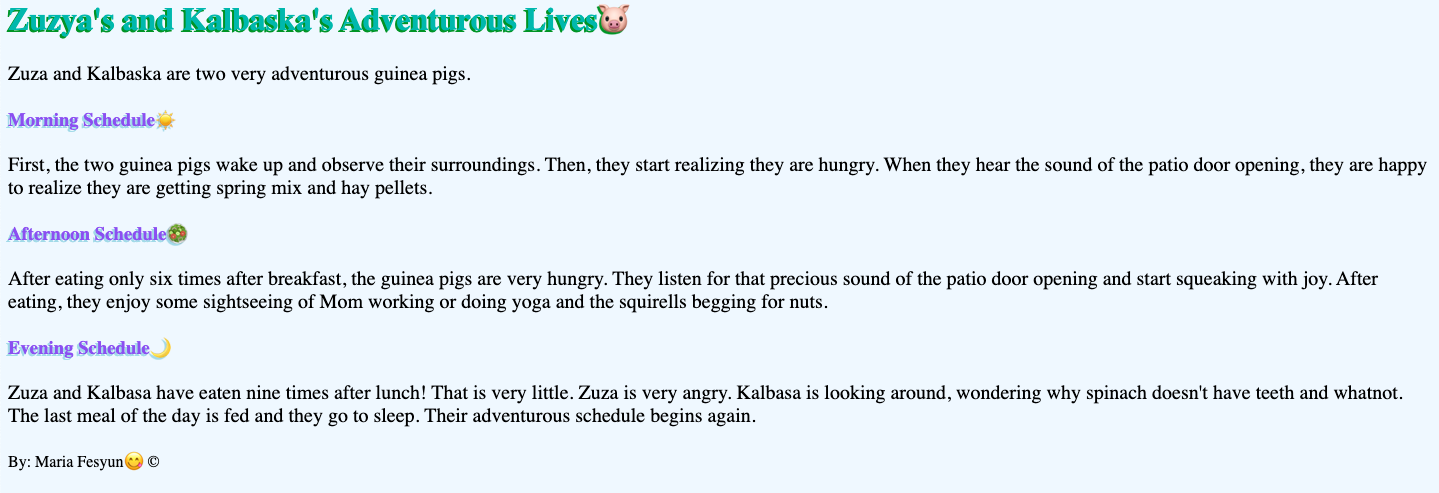 Zuzya's and Kalbaska's Adventurous Lives🐷
Zuza and Kalbaska are two very adventurous guinea pigs.
Morning Schedule☀️
First, the two guinea pigs wake up and observe their surroundings. Then, they start realizing they are hungry. When they hear the sound of the patio door opening, they are happy
to realize they are getting spring mix and hay pellets.
Afternoon Schedule🥗
After eating only six times after breakfast, the guinea pigs are very hungry. They listen for that precious sound of the patio door opening and start squeaking with joy. After
eating, they enjoy some sightseeing of Mom working or doing yoga and the squirells begging for nuts.
Evening Schedule🌙
Zuza and Kalbasa have eaten nine times after lunch! That is very little. Zuza is very angry. Kalbasa is looking around, wondering why spinach doesn't have teeth and whatnot.
The last meal of the day is fed and they go to sleep. Their adventurous schedule begins again.
By: Maria Fesyun😋 ©